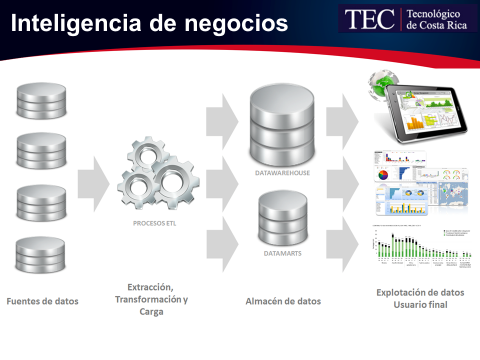 Inteligencia de negocios
TEC
Tecnológico
de Costa Rica
DATAWAREHOUSE
PROCESOS ETL
DATAMARTS
Fuentes de datos
Extracción,
Transformación y
Carga
Almacén de datos
Explotación de datos
Usuario final